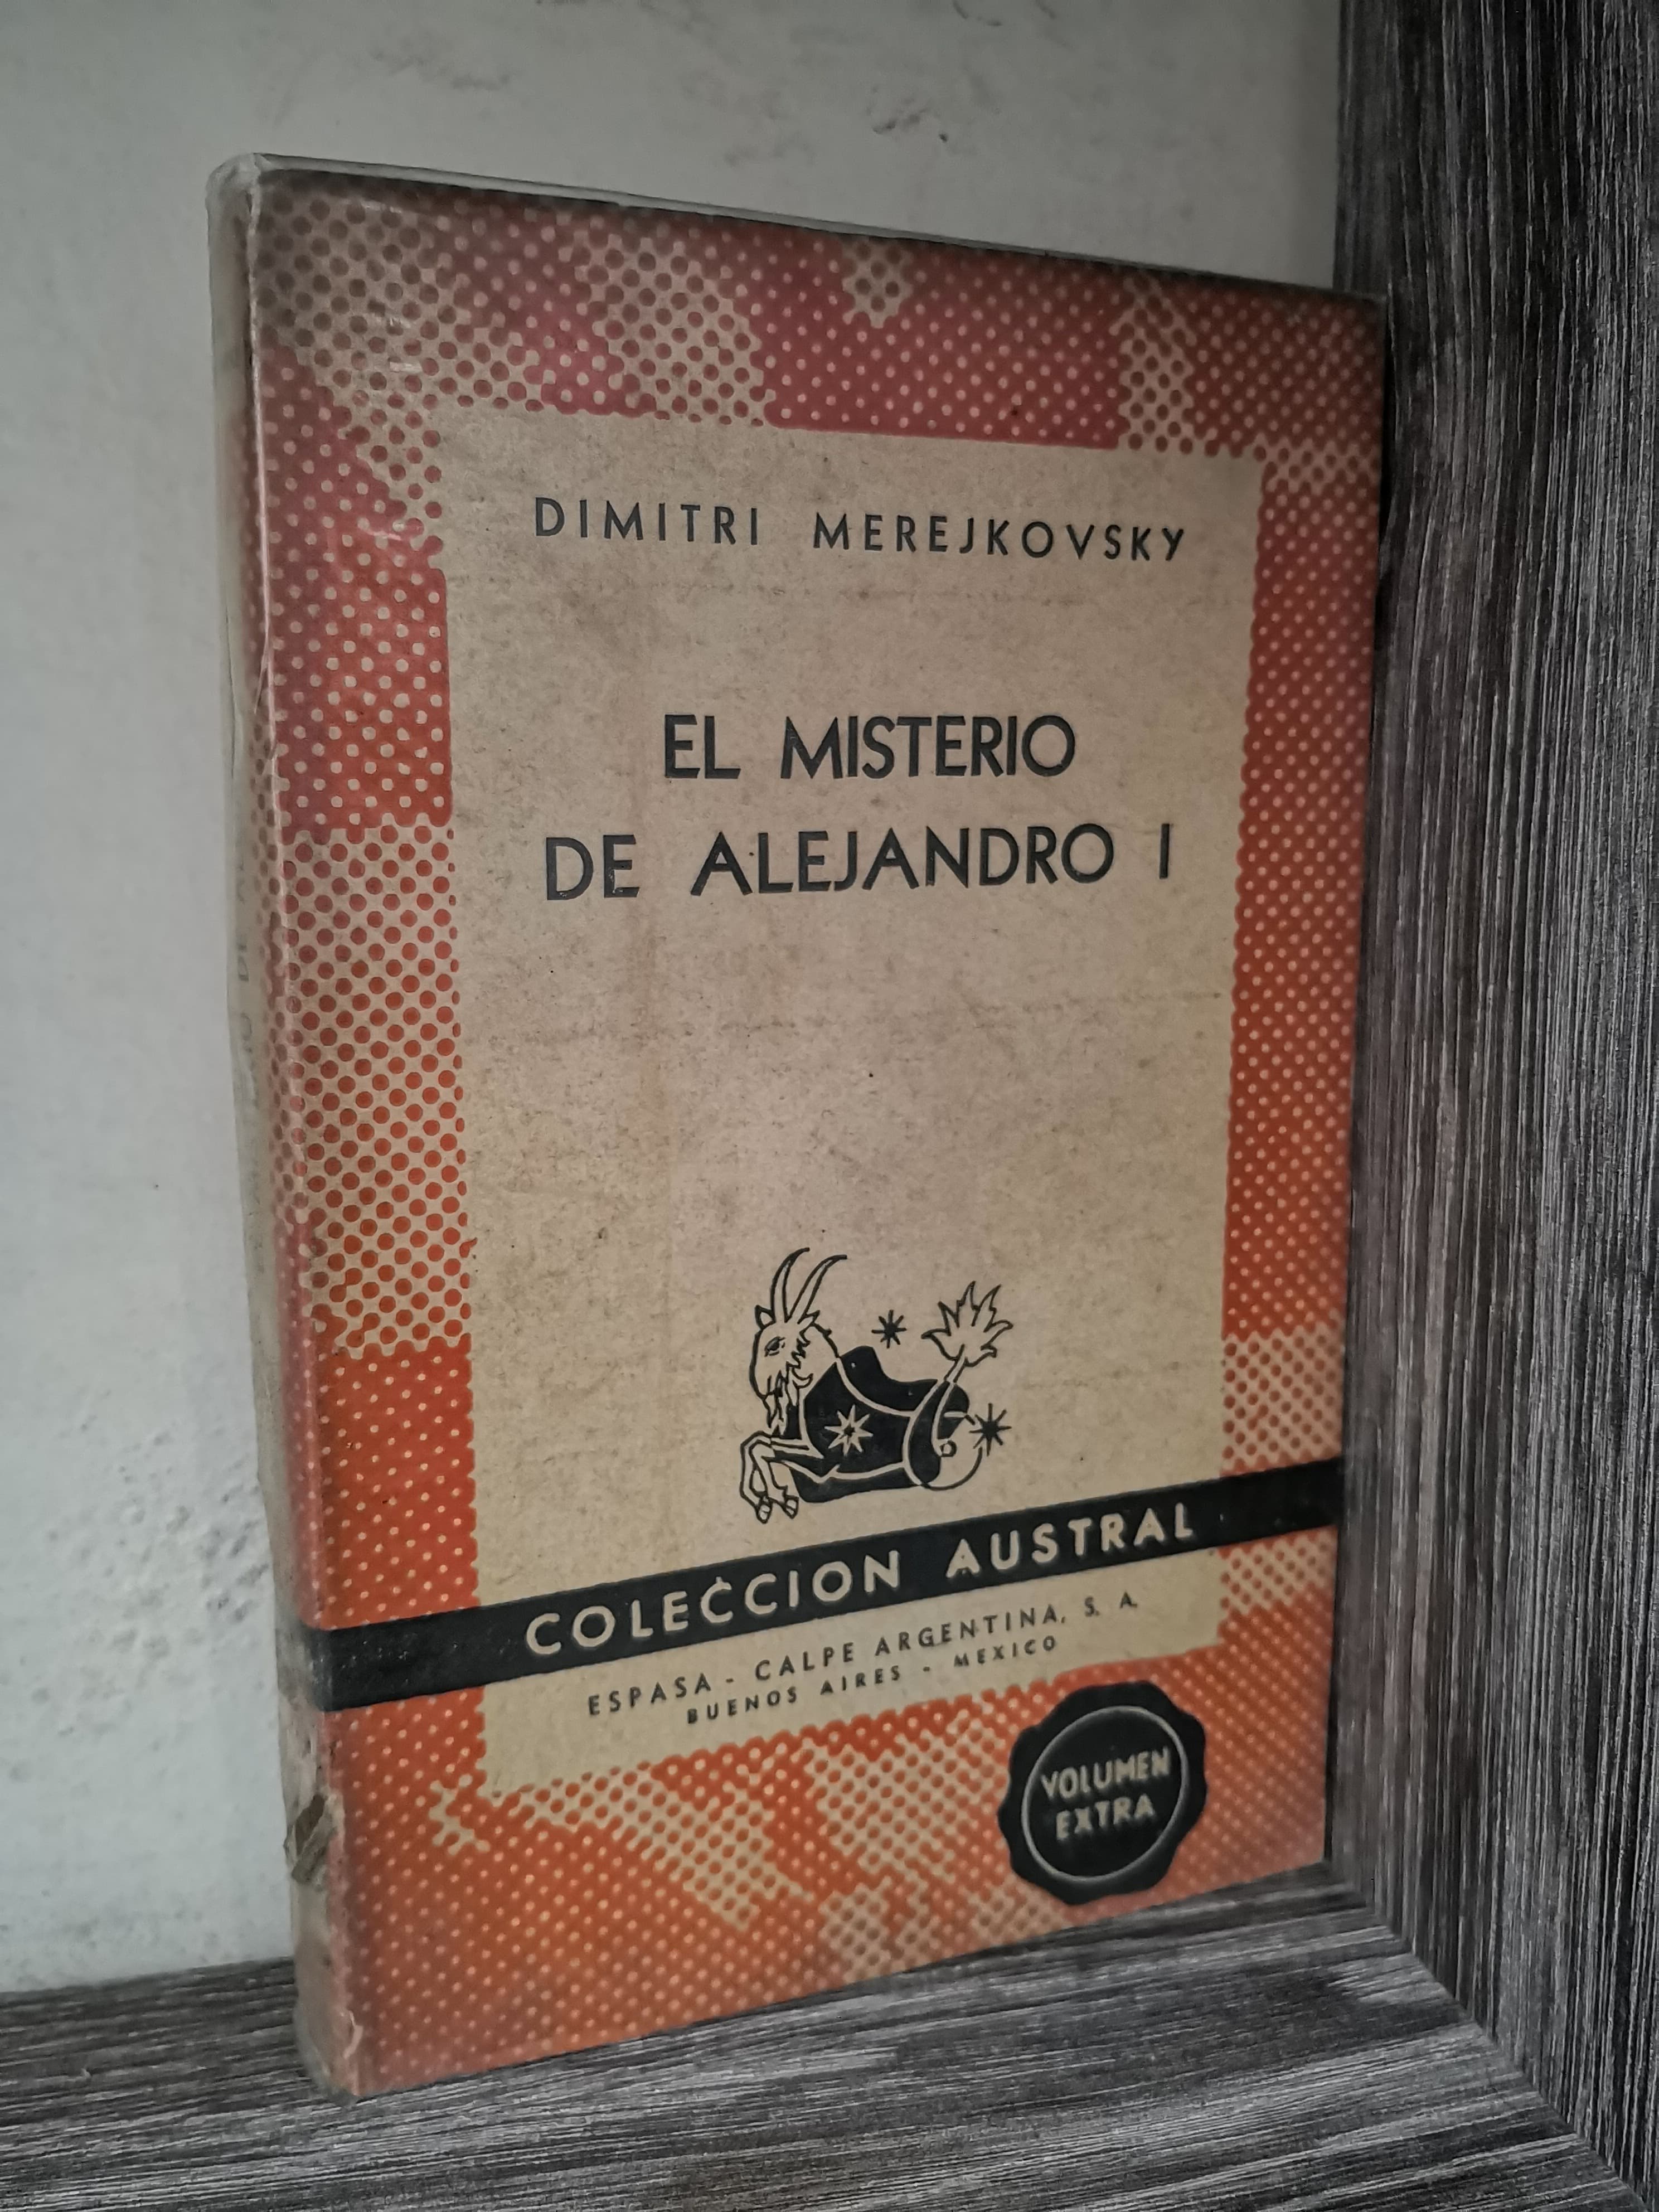 DIMITRI MEREJKOVSKY
EL MISTERIO
DE ALEJANDRO I
COLECCION AUSTRAL
ESPASA - CALPE ARGENTINA, S. A.
BUENOS AIRES - MEXICO
VOLUMEN
EXTRA